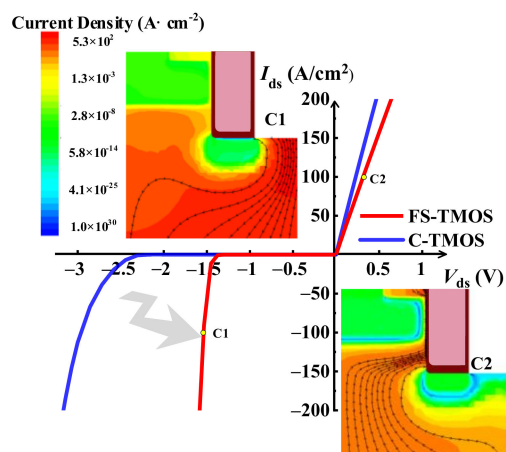 Current Density (A· cm⁻²)
5.3×10²
1.3×10⁻³
2.8×10⁻⁸
5.8×10⁻¹⁴
4.1×10⁻²⁵
1.0×10³⁰
C1
I_ds (A/cm²)
200
150
100
50
C2
FS-TMOS
C-TMOS
−3
−2.5
−2
−1.5
−1
−0.5
0
0.5
1
V_ds (V)
−50
−100
−150
−200
C1
C2